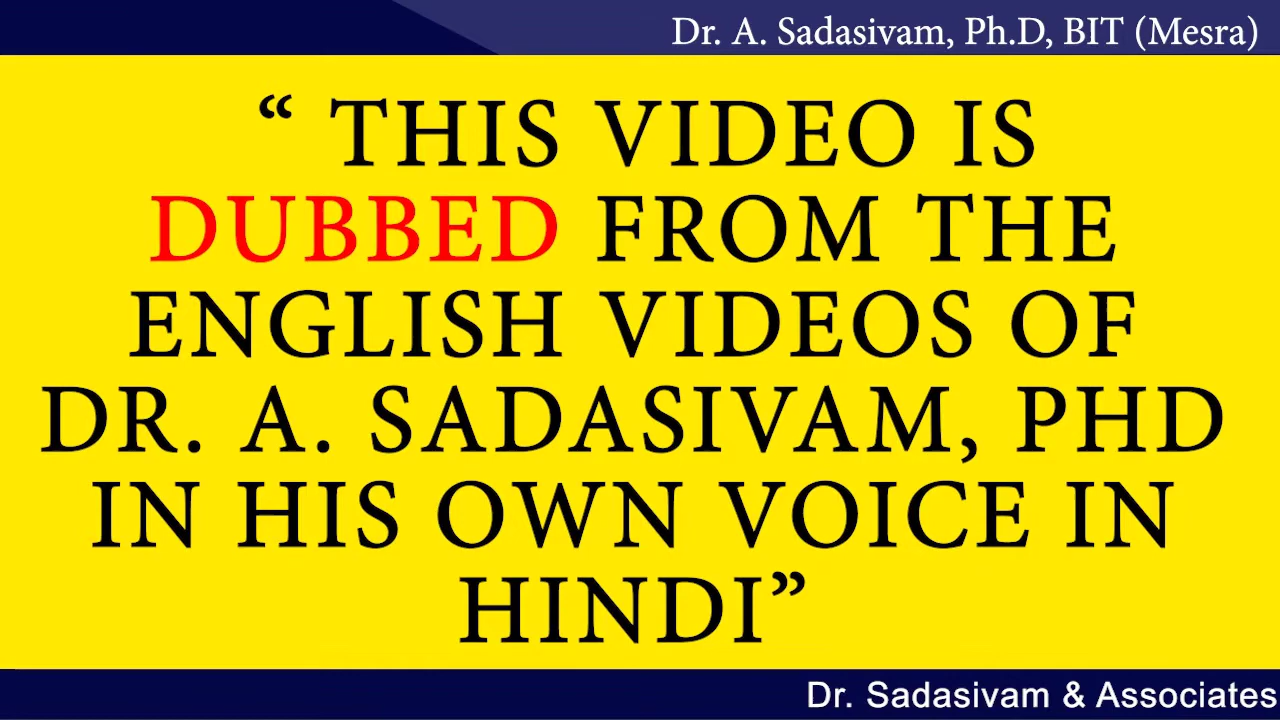 Dr. A. Sadasivam, Ph.D, BIT (Mesra)
“ THIS VIDEO IS
DUBBED FROM THE
ENGLISH VIDEOS OF
DR. A. SADASIVAM, PHD
IN HIS OWN VOICE IN
HINDI”
Dr. Sadasivam & Associates